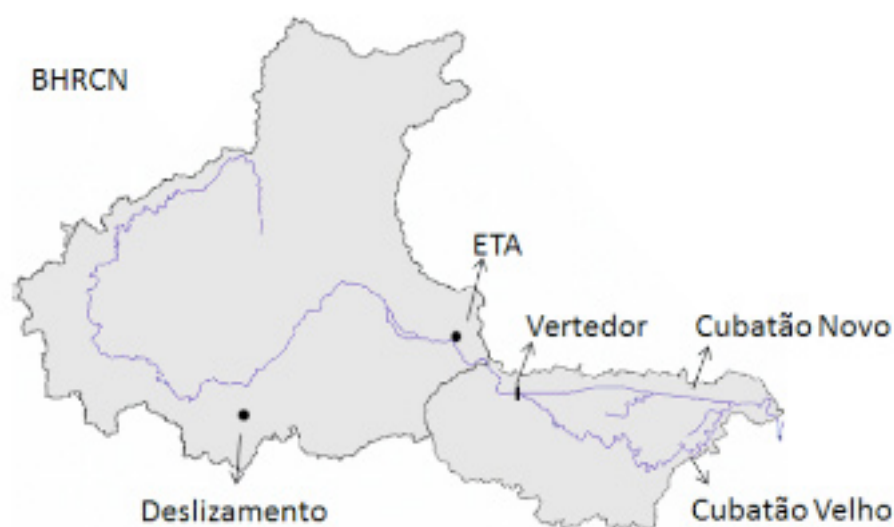 BHRCN
ETA
Vertedor
Cubatão Novo
Deslizamento
Cubatão Velho